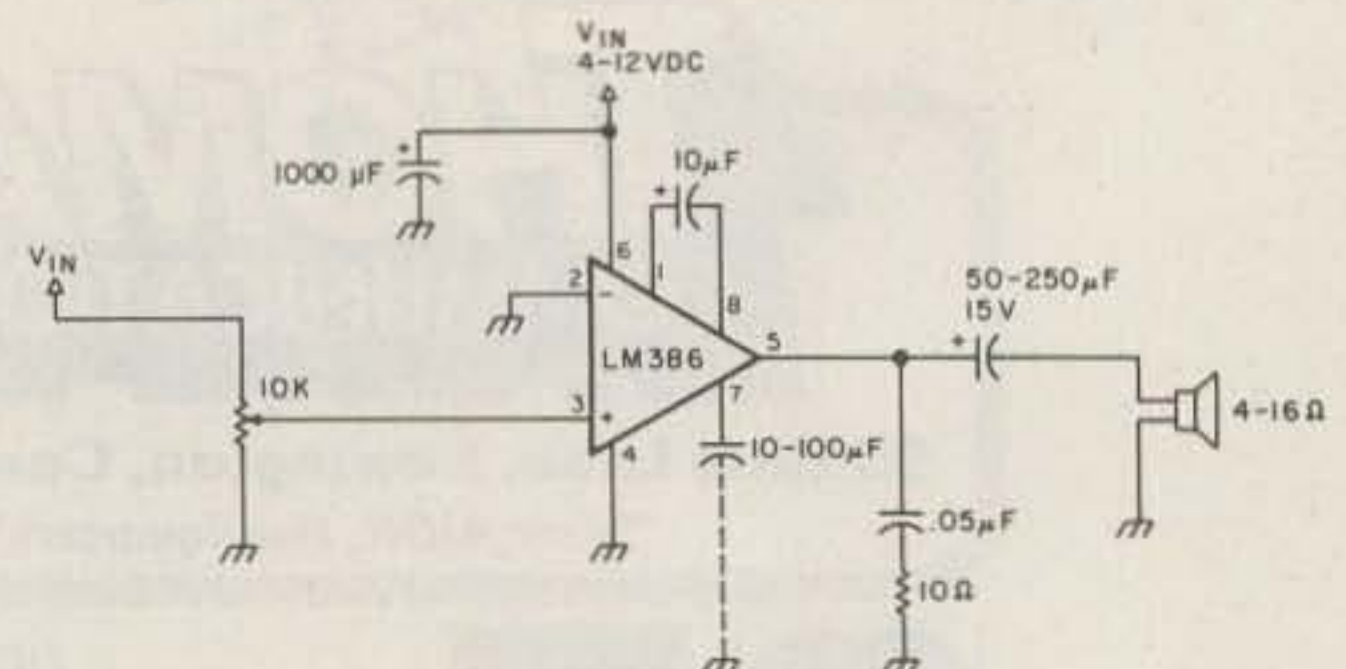 VIN
4-12VDC
1000 µF
+
10µF
+
VIN
6
1
2
-
8
50-250µF
15V
+
LM386
5
10K
3
+
7
4-16Ω
4
10-100µF
.05µF
10Ω